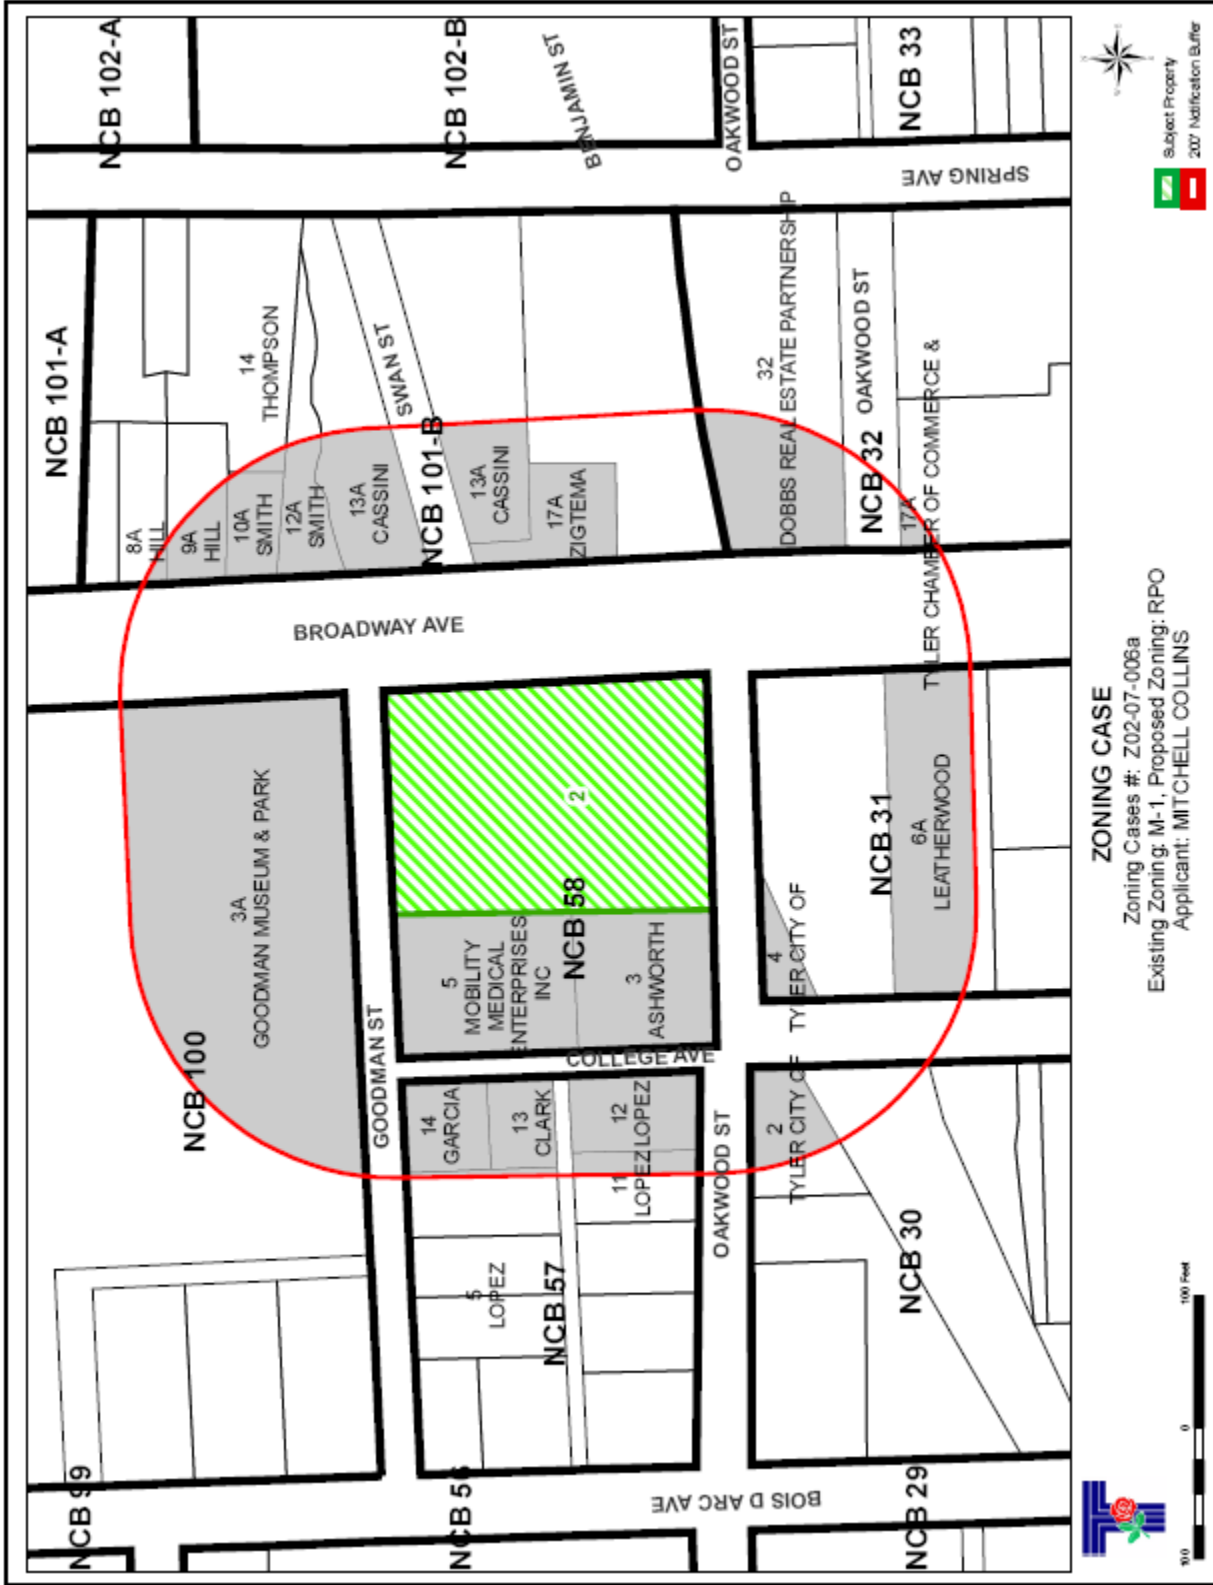 NCB 102-A
NCB 102-B
BENJAMIN ST
OAKWOOD ST
NCB 33
SPRING AVE
NCB 101-A
14
THOMPSON
SWAN ST
NCB 101-B
8A
HILL
9A
HILL
10A
SMITH
12A
SMITH
13A
CASSINI
13A
CASSINI
17A
ZIGTEMA
32
DOBBS REAL ESTATE PARTNERSHIP
NCB 32
OAKWOOD ST
17A
TYLER CHAMBER OF COMMERCE &
BROADWAY AVE
3A
GOODMAN MUSEUM & PARK
NCB 100
GOODMAN ST
2
NCB 58
5
MOBILITY
MEDICAL
ENTERPRISES
INC
3
ASHWORTH
COLLEGE AVE
NCB 31
6A
LEATHERWOOD
4
TYLER CITY OF
2
TYLER CITY OF
14
GARCIA
13
CLARK
12
LOPEZ
11
LOPEZ
OAKWOOD ST
5
LOPEZ
NCB 57
NCB 30
NCB 99
NCB 56
BOIS D ARC AVE
NCB 29
ZONING CASE
Zoning Cases #: Z02-07-006a
Existing Zoning: M-1, Proposed Zoning: RPO
Applicant: MITCHELL COLLINS
Subject Property
200' Notification Buffer
100
0
100 Feet